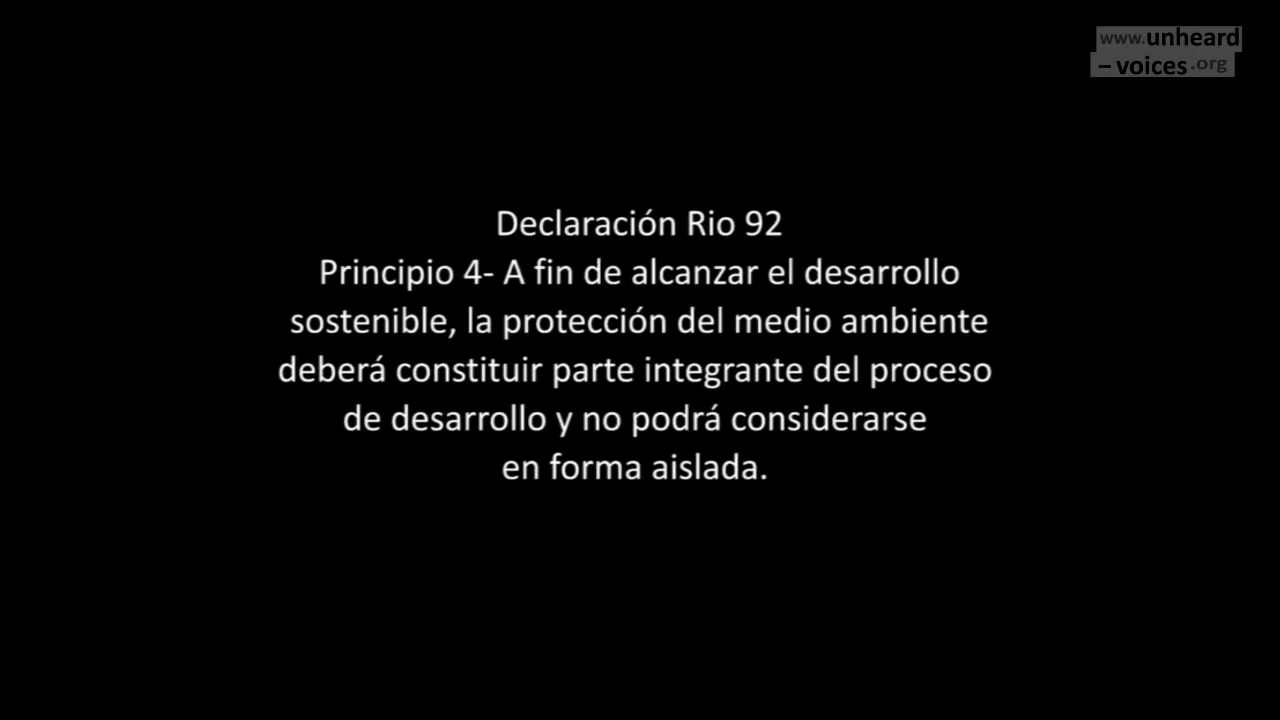 www.unheard
– voices.org
Declaración Rio 92
Principio 4- A fin de alcanzar el desarrollo
sostenible, la protección del medio ambiente
deberá constituir parte integrante del proceso
de desarrollo y no podrá considerarse
en forma aislada.